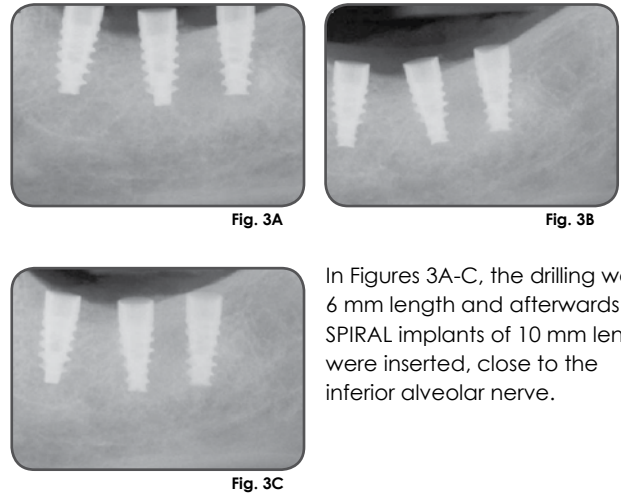 Fig. 3A
Fig. 3B
In Figures 3A-C, the drilling
6 mm length and afterwards
SPIRAL implants of 10 mm
were inserted, close to the
inferior alveolar nerve.
Fig. 3C